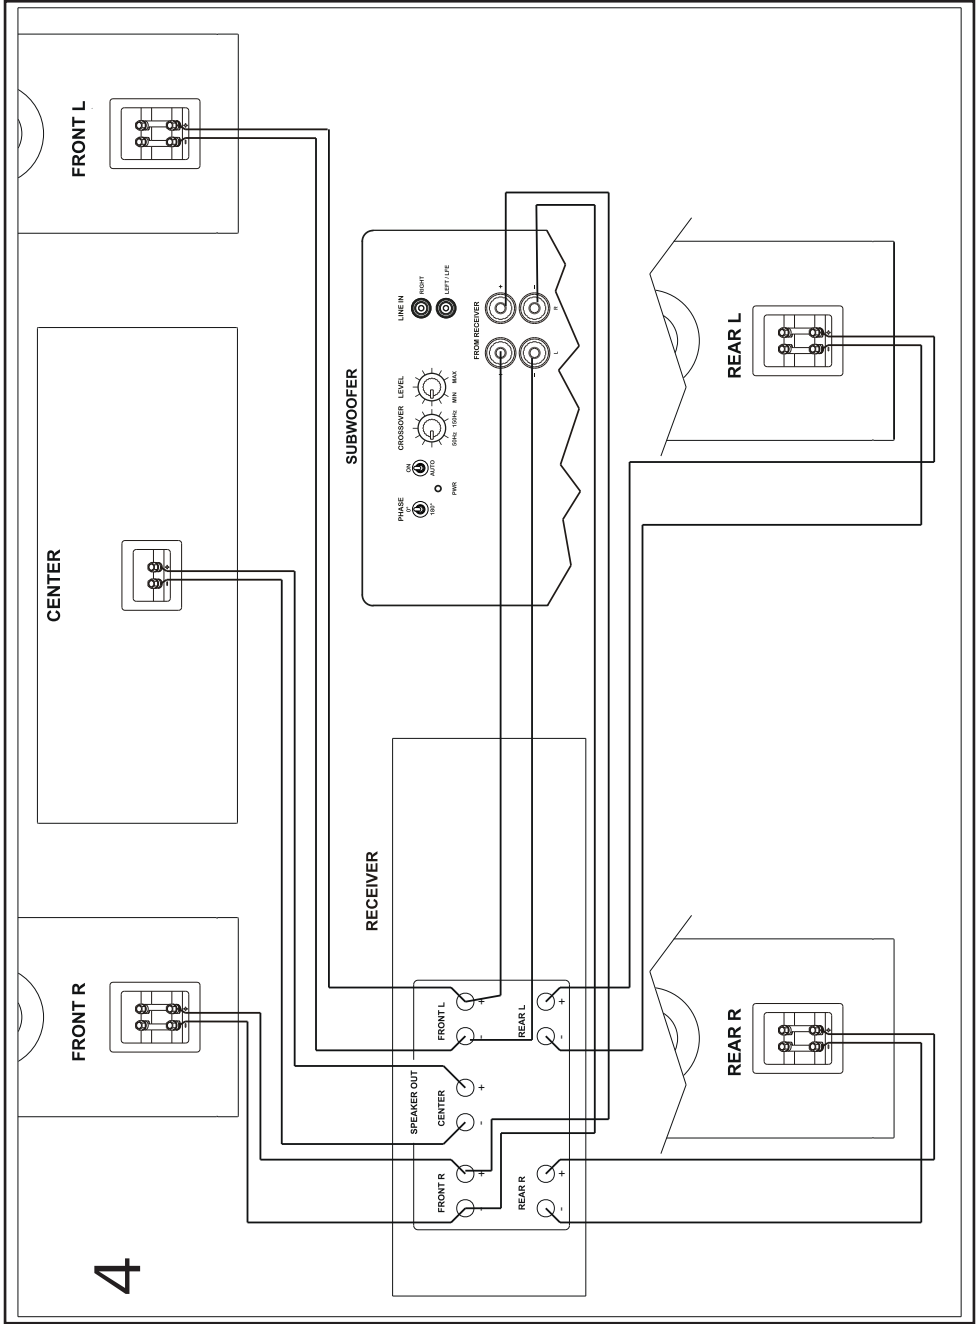 4
FRONT R
- +
CENTER
- +
FRONT L
- +
RECEIVER
SPEAKER OUT
FRONT R
CENTER
FRONT L
- +
- +
- +
REAR R
REAR L
- +
- +
SUBWOOFER
PHASE
0°
180°
ON
AUTO
PWR
CROSSOVER
50Hz 150Hz
LEVEL
MIN MAX
LINE IN
RIGHT
LEFT / LFE
FROM RECEIVER
+ +
- -
L R
REAR R
- +
REAR L
- +